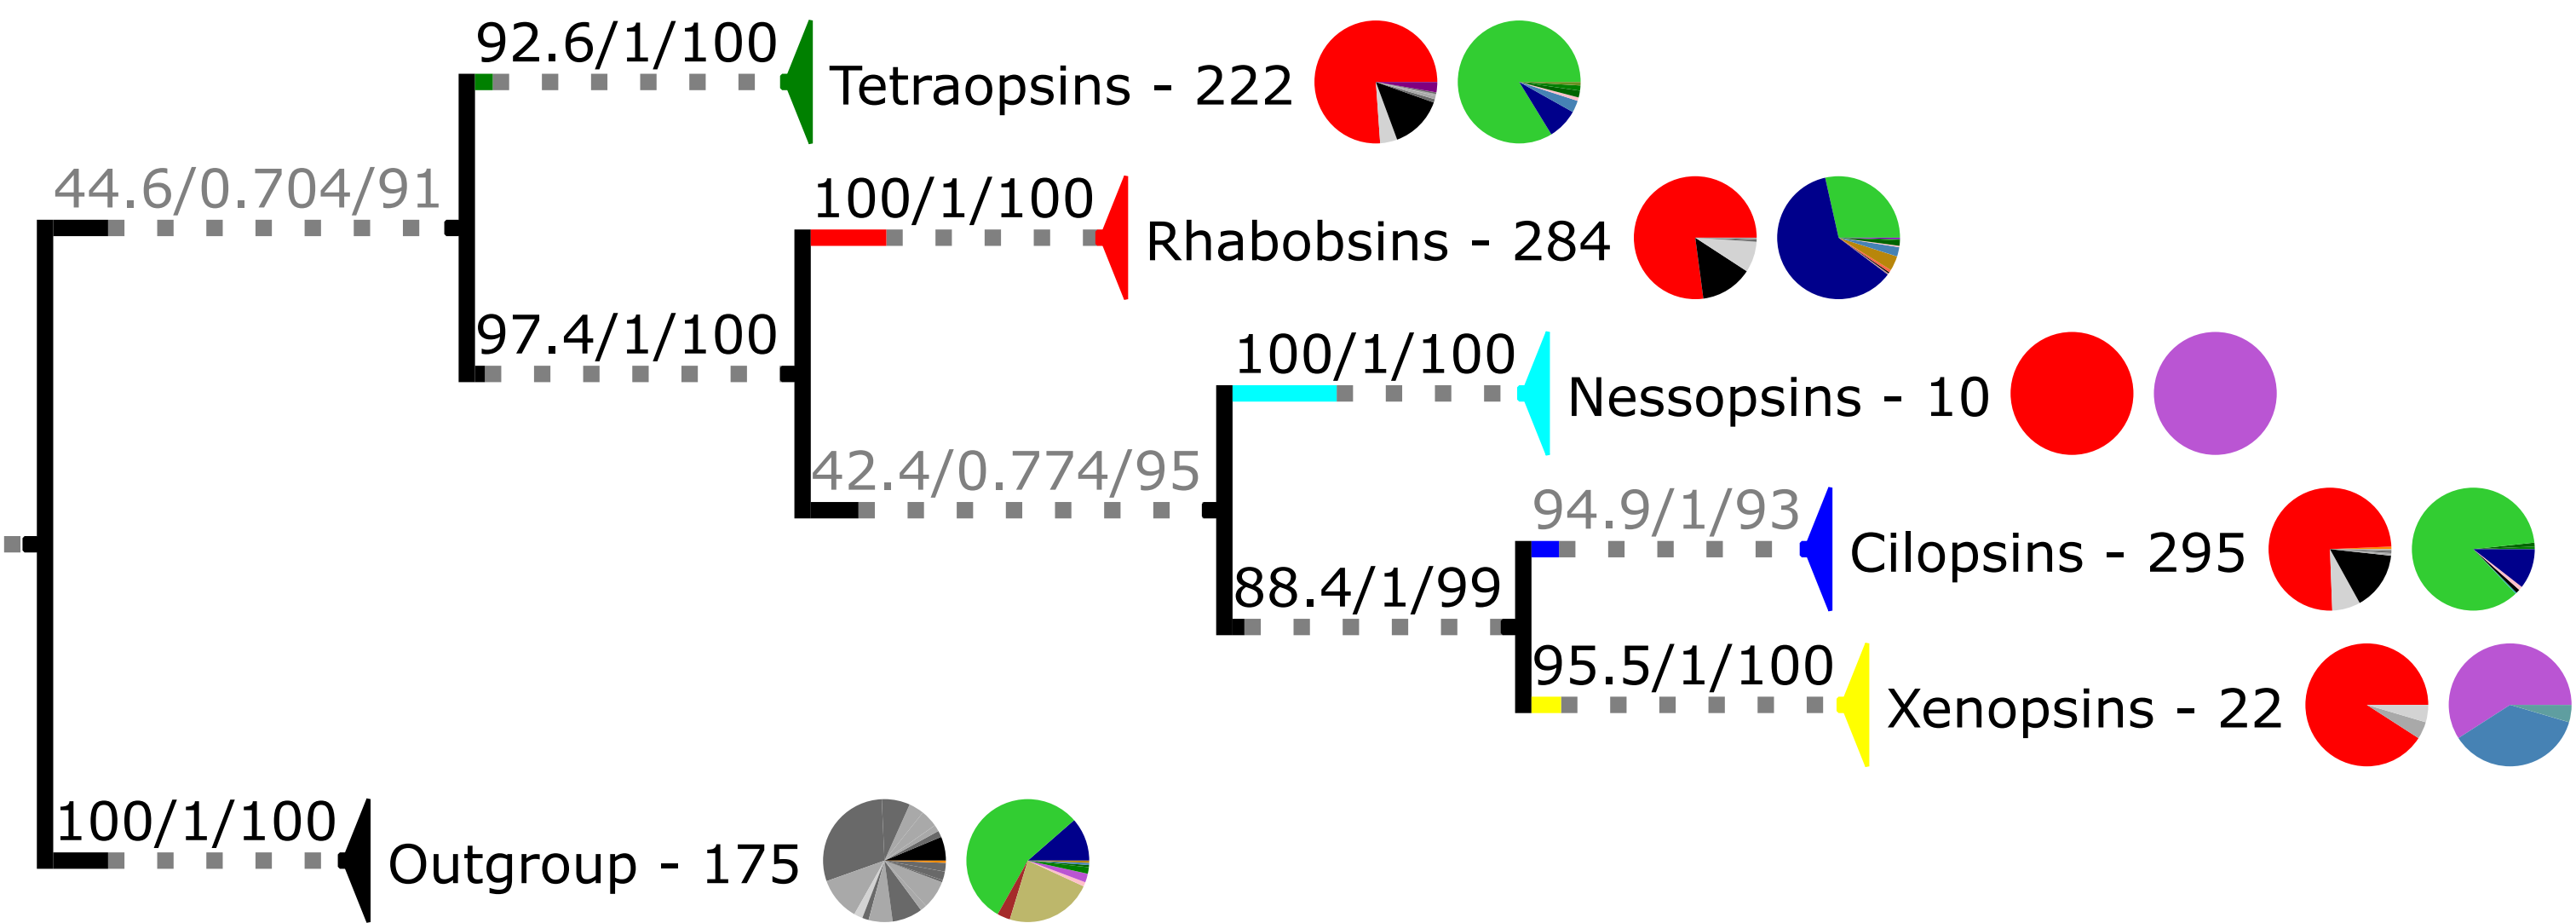 92.6/1/100
Tetraopsins - 222
44.6/0.704/91
100/1/100
Rhabobsins - 284
97.4/1/100
100/1/100
Nessopsins - 10
42.4/0.774/95
94.9/1/93
Cilopsins - 295
88.4/1/99
95.5/1/100
Xenopsins - 22
100/1/100
Outgroup - 175